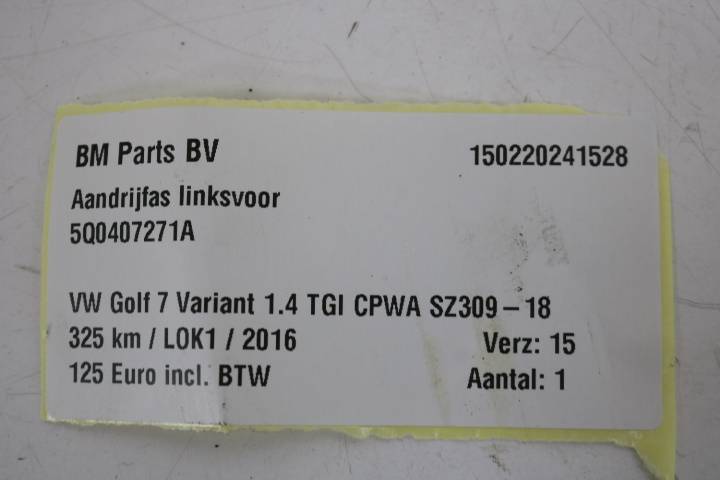 BM Parts BV 150220241528
Aandrijfas linksvoor
5Q0407271A
VW Golf 7 Variant 1.4 TGI CPWA SZ309 – 18
325 km / LOK1 / 2016 Verz: 15
125 Euro incl. BTW Aantal: 1